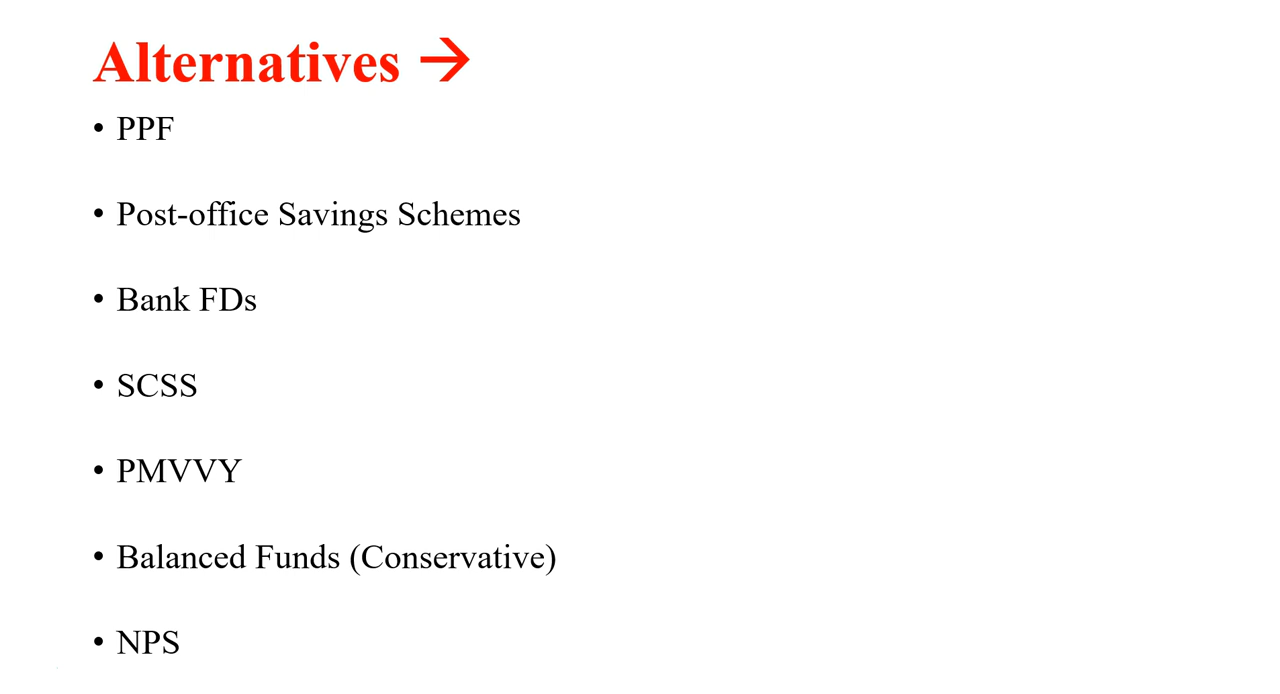 Alternatives →
• PPF
• Post-office Savings Schemes
• Bank FDs
• SCSS
• PMVVY
• Balanced Funds (Conservative)
• NPS